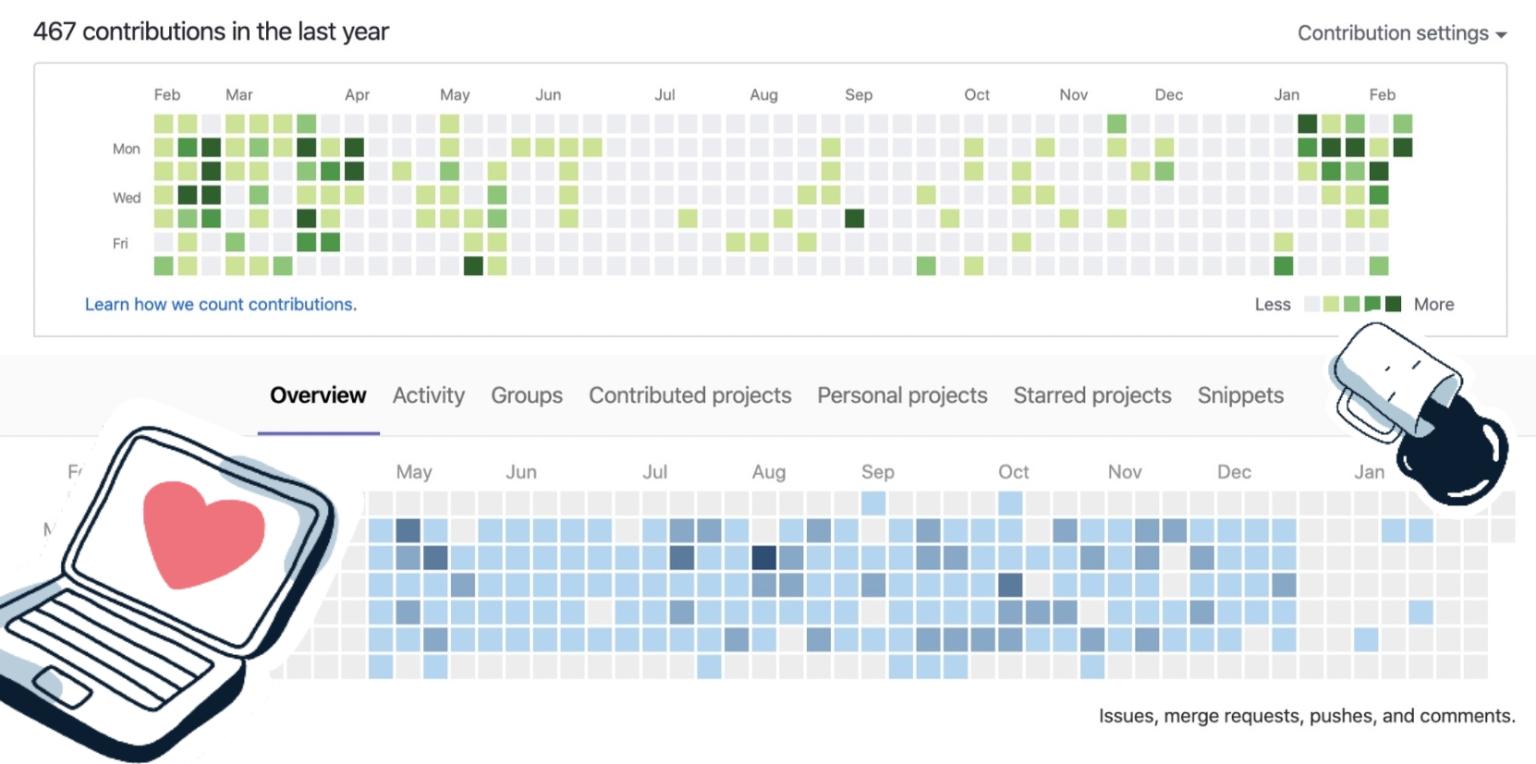 467 contributions in the last year
Contribution settings
Feb Mar Apr May Jun Jul Aug Sep Oct Nov Dec Jan Feb
Mon
Wed
Fri
Learn how we count contributions.
Less More
Overview Activity Groups Contributed projects Personal projects Starred projects Snippets
May Jun Jul Aug Sep Oct Nov Dec Jan
Issues, merge requests, pushes, and comments.